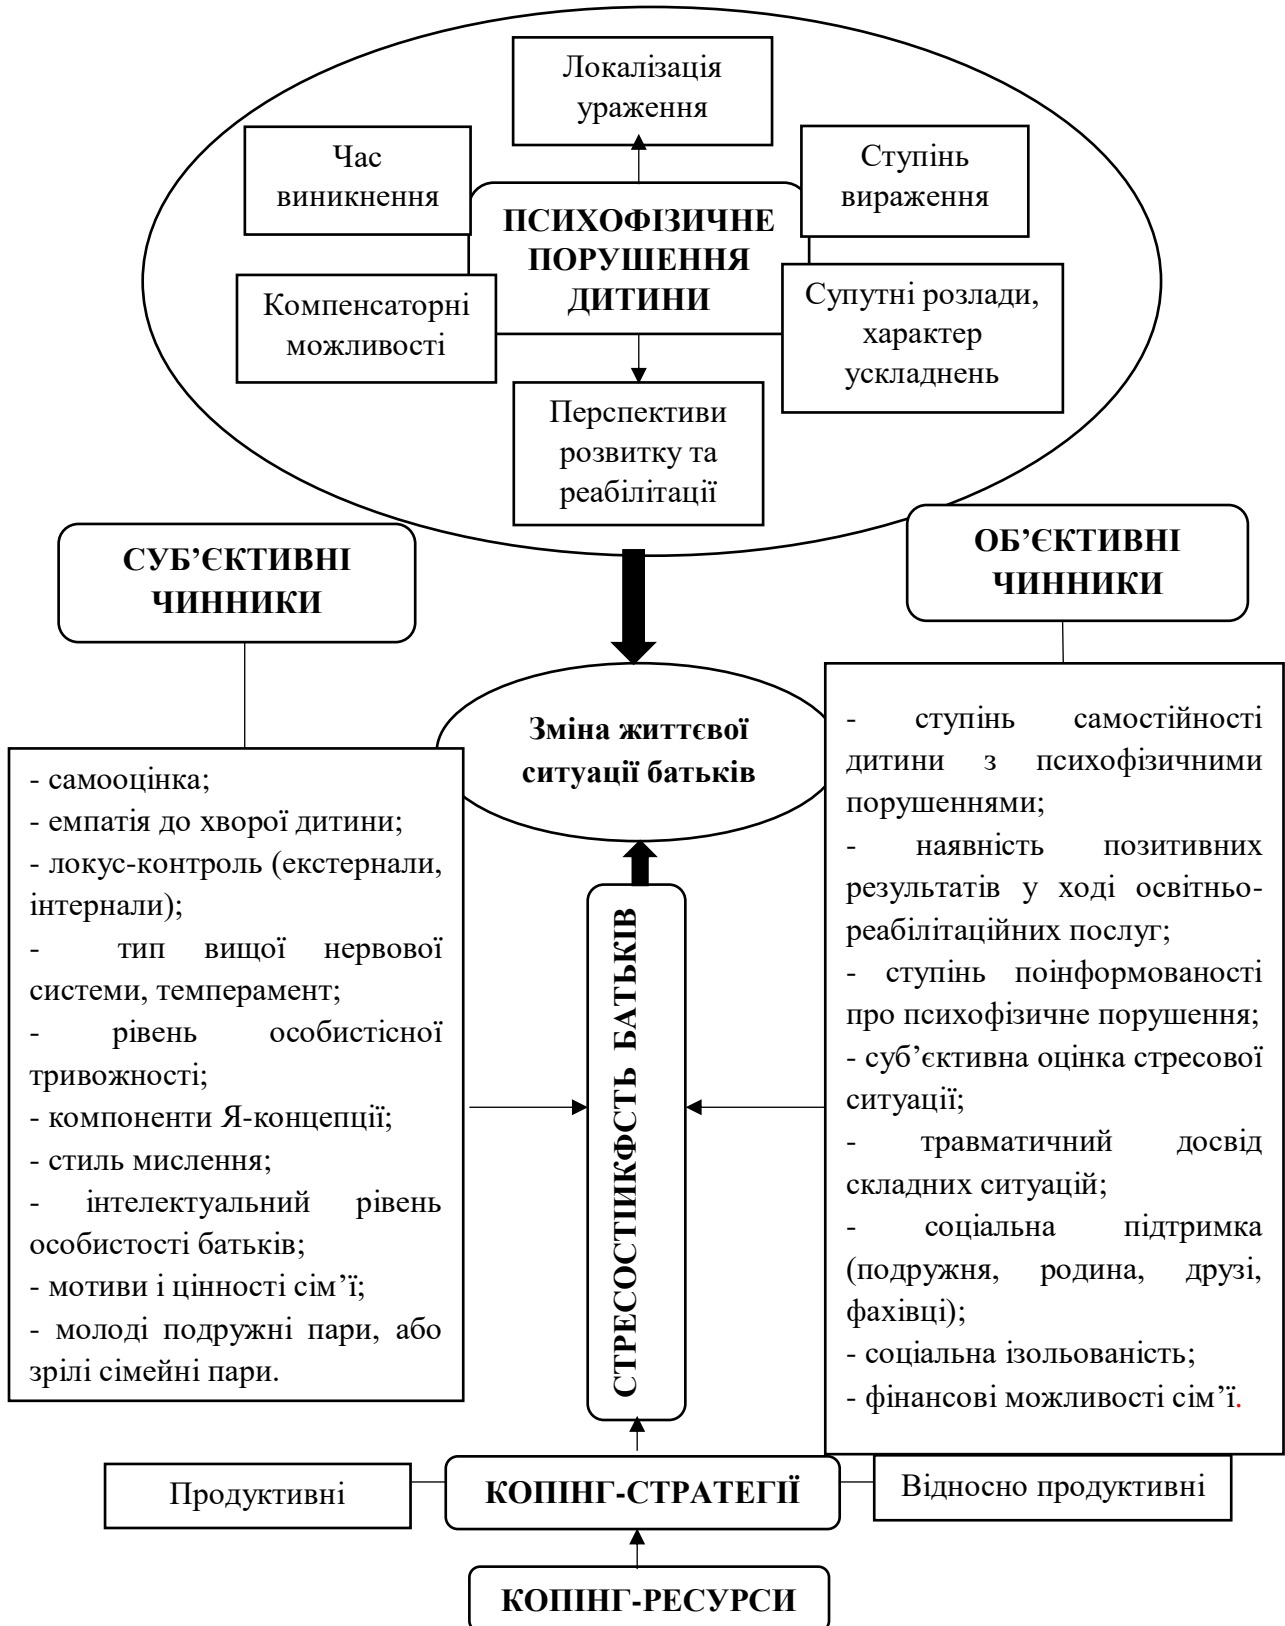 Локалізація
ураження
Час
виникнення
Ступінь
вираження
ПСИХОФІЗИЧНЕ
ПОРУШЕННЯ
ДИТИНИ
Компенсаторні
можливості
Супутні розлади,
характер
ускладнень
Перспективи
розвитку та
реабілітації
СУБ’ЄКТИВНІ
ЧИННИКИ
ОБ’ЄКТИВНІ
ЧИННИКИ
Зміна життєвої
ситуації батьків
- самооцінка;
- емпатія до хворої дитини;
- локус-контроль (екстернали,
інтернали);
- тип вищої нервової
системи, темперамент;
- рівень особистісної
тривожності;
- компоненти Я-концепції;
- стиль мислення;
- інтелектуальний рівень
особистості батьків;
- мотиви і цінності сім’ї;
- молоді подружні пари, або
зрілі сімейні пари.
СТРЕСОСТІИКФСТЬ БАТЬКІВ
- ступінь самостійності
дитини з психофізичними
порушеннями;
- наявність позитивних
результатів у ході освітньо-
реабілітаційних послуг;
- ступінь поінформованості
про психофізичне порушення;
- суб’єктивна оцінка стресової
ситуації;
- травматичний досвід
складних ситуацій;
- соціальна підтримка
(подружня, родина, друзі,
фахівці);
- соціальна ізольованість;
- фінансові можливості сім’ї.
Продуктивні
КОПІНГ-СТРАТЕГІЇ
Відносно продуктивні
КОПІНГ-РЕСУРСИ